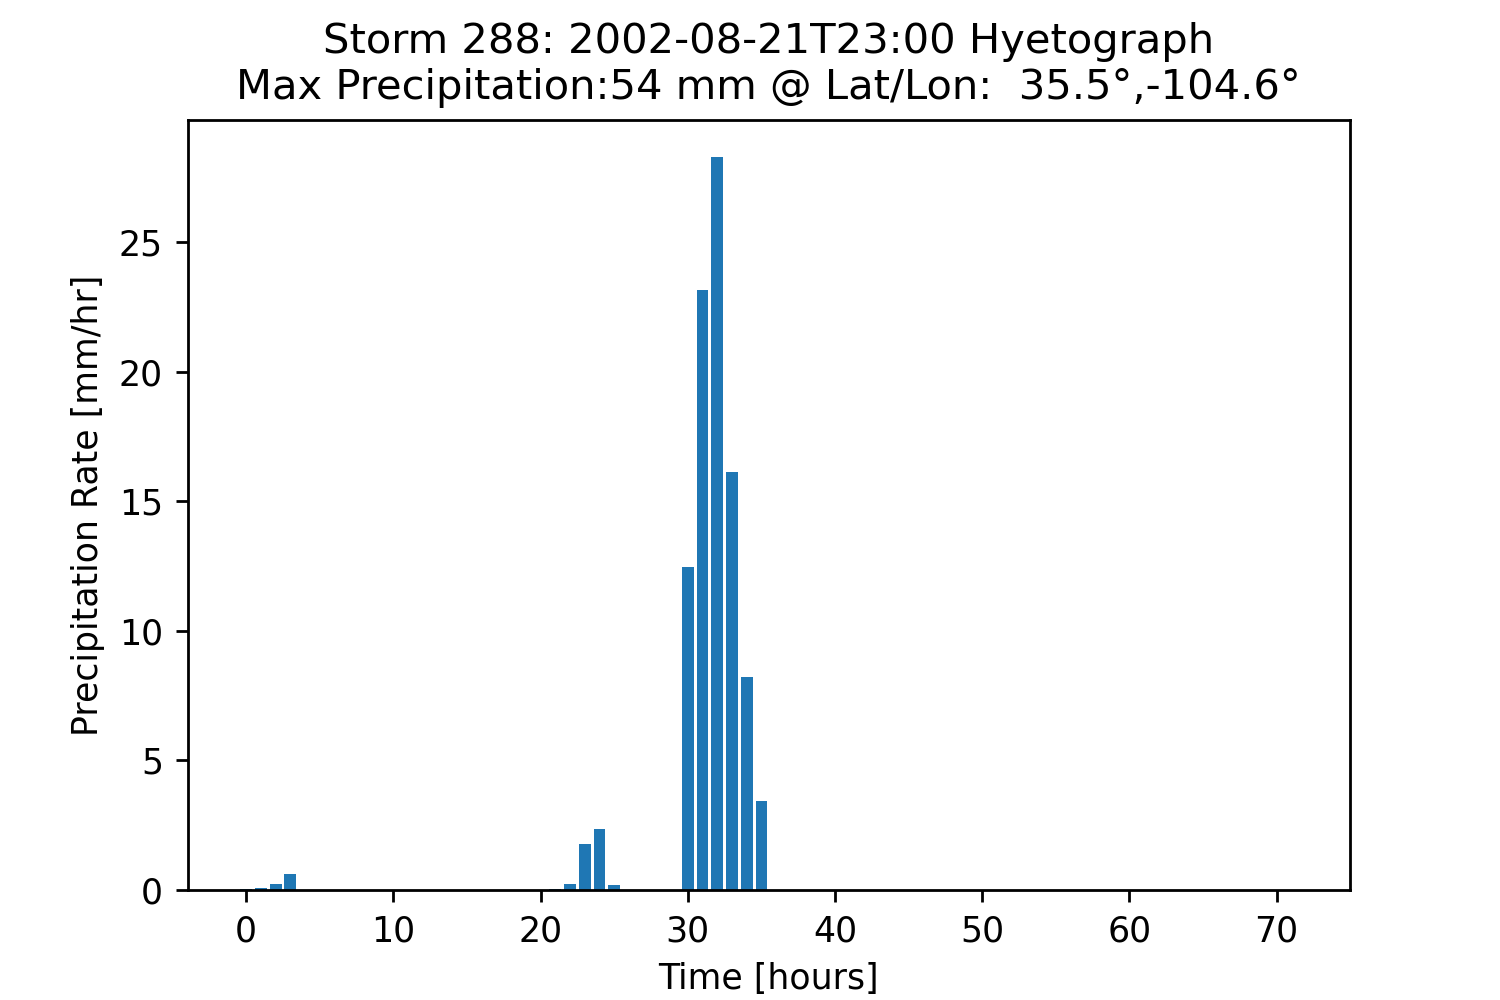 Storm 288: 2002-08-21T23:00 Hyetograph
Max Precipitation:54 mm @ Lat/Lon:  35.5°,-104.6°
Precipitation Rate [mm/hr]
25
20
15
10
5
0
0 10 20 30 40 50 60 70
Time [hours]